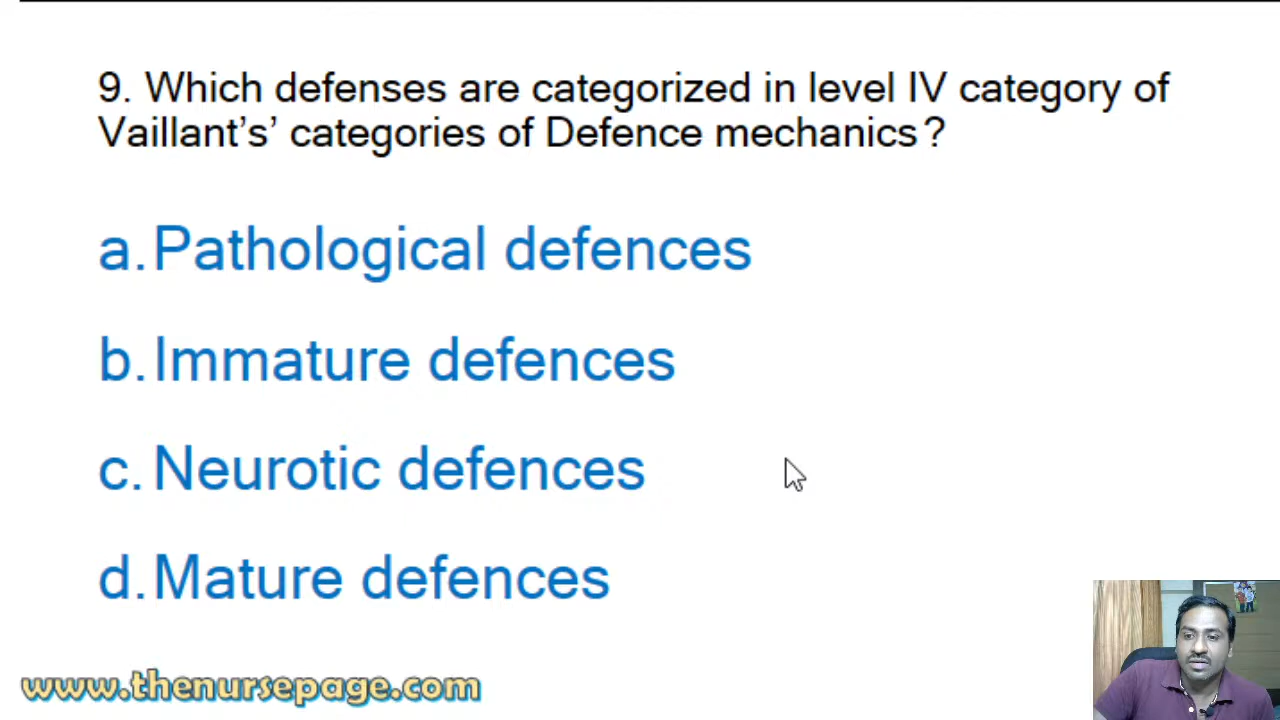 9. Which defenses are categorized in level IV category of
Vaillant's' categories of Defence mechanics?
a. Pathological defences
b. Immature defences
c. Neurotic defences
d. Mature defences
www.thenursepage.com